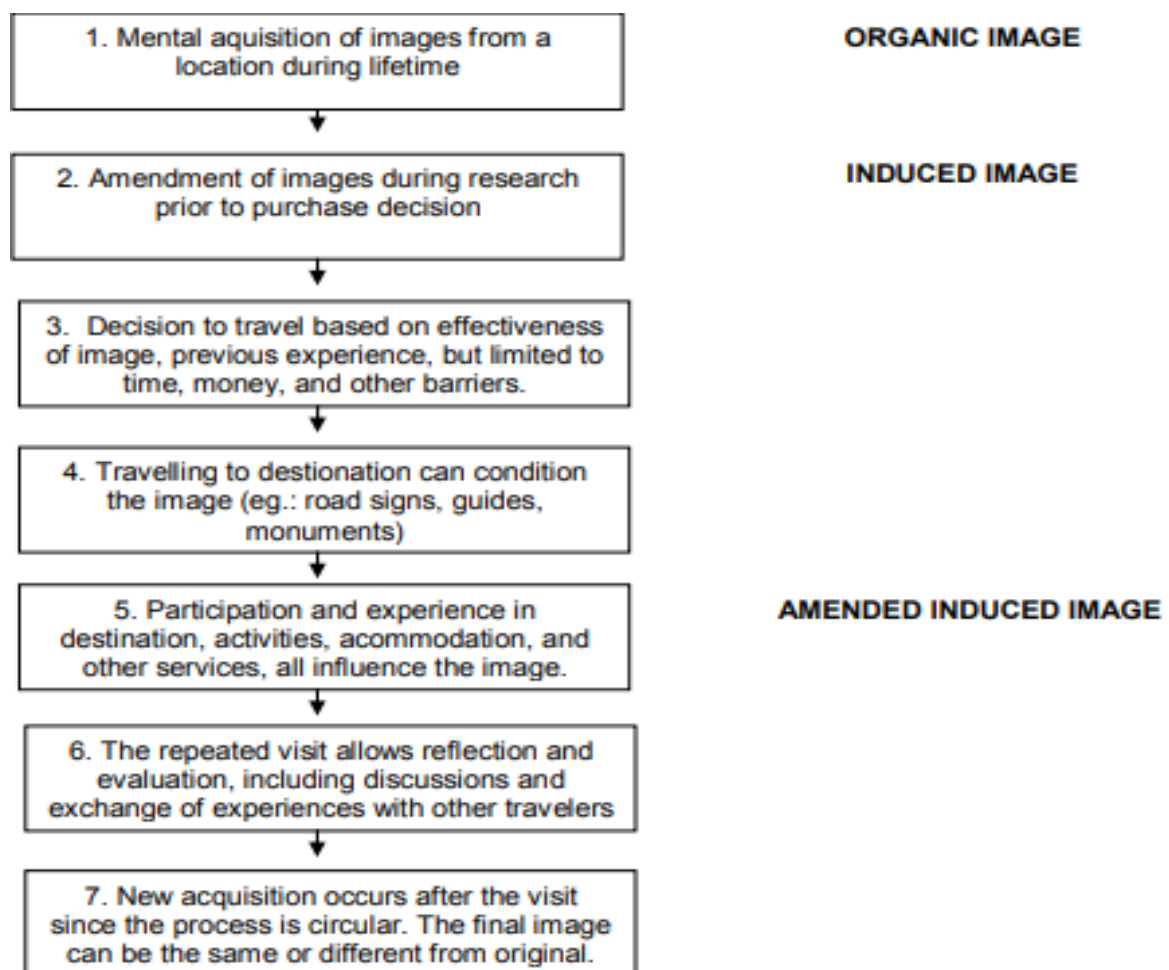 1. Mental aquisition of images from a
location during lifetime
ORGANIC IMAGE
2. Amendment of images during research
prior to purchase decision
INDUCED IMAGE
3. Decision to travel based on effectiveness
of image, previous experience, but limited to
time, money, and other barriers.
4. Travelling to destionation can condition
the image (eg.: road signs, guides,
monuments)
5. Participation and experience in
destination, activities, acommodation, and
other services, all influence the image.
AMENDED INDUCED IMAGE
6. The repeated visit allows reflection and
evaluation, including discussions and
exchange of experiences with other travelers
7. New acquisition occurs after the visit
since the process is circular. The final image
can be the same or different from original.